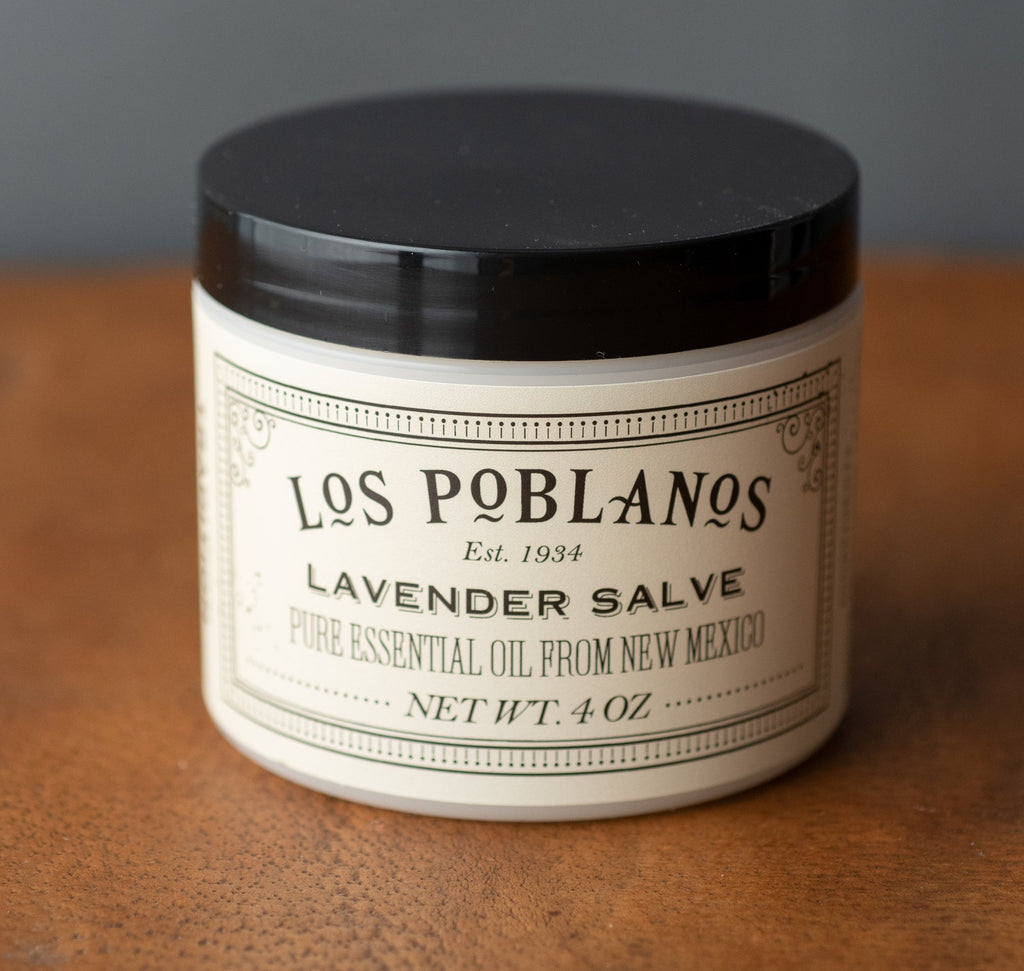 LOS POBLANOS
Est. 1934
LAVENDER SALVE
PURE ESSENTIAL OIL FROM NEW MEXICO
NET WT. 4 OZ